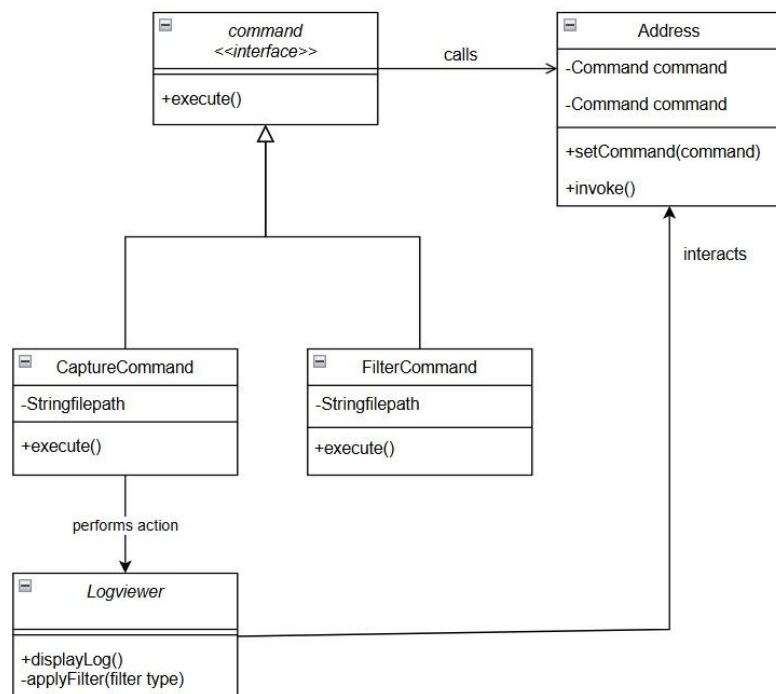 command
<<interface>>
+execute()
calls
Address
-Command command
-Command command
+setCommand(command)
+invoke()
interacts
CaptureCommand
-Stringfilepath
+execute()
FilterCommand
-Stringfilepath
+execute()
performs action
Logviewer
+displayLog()
-applyFilter(filter type)